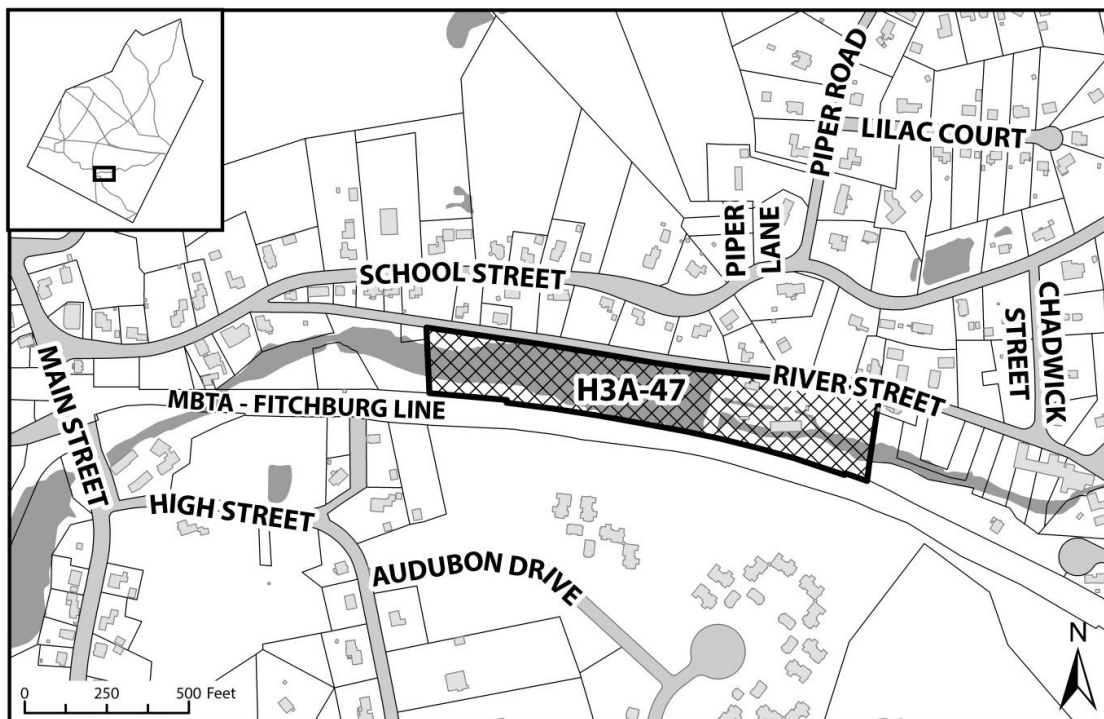 PIPER ROAD
LILAC COURT
PIPER
LANE
SCHOOL STREET
CHADWICK
STREET
MAIN STREET
H3A-47
RIVER STREET
MBTA - FITCHBURG LINE
HIGH STREET
AUDUBON DRIVE
N
0 250 500 Feet